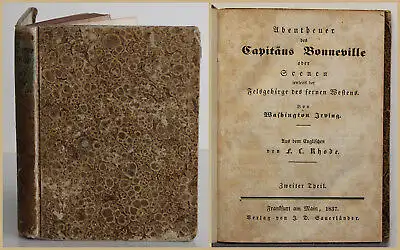 Abentheuer
des
Capitäns Bonneville
oder
Scenen
jenseits der
Felsgebirge des fernen Westens.
Von
Washington Irving.
Aus dem Englischen
von F. L. Rhode.
Zweiter Theil.
Frankfurt am Main, 1837.
Verlag von J. D. Sauerländer.